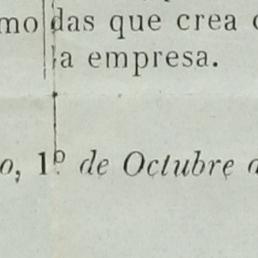 mo das que crea
la empresa.
o, 1º de Octubre